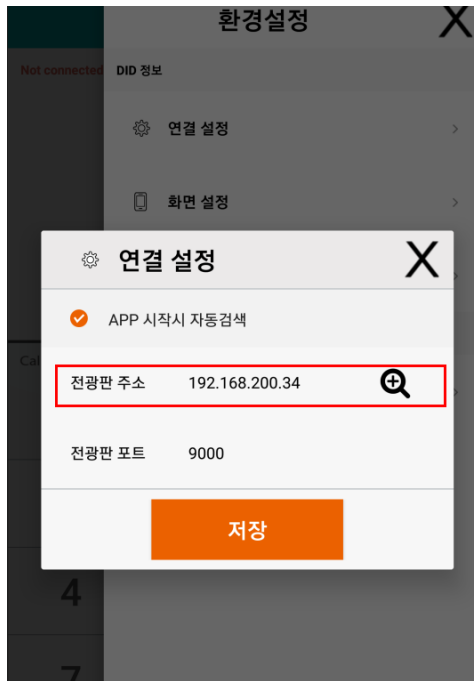 환경설정
X
Not connected
DID 정보
연결 설정
화면 설정
연결 설정
X
APP 시작시 자동검색
전광판 주소 192.168.200.34
전광판 포트 9000
저장
4
7